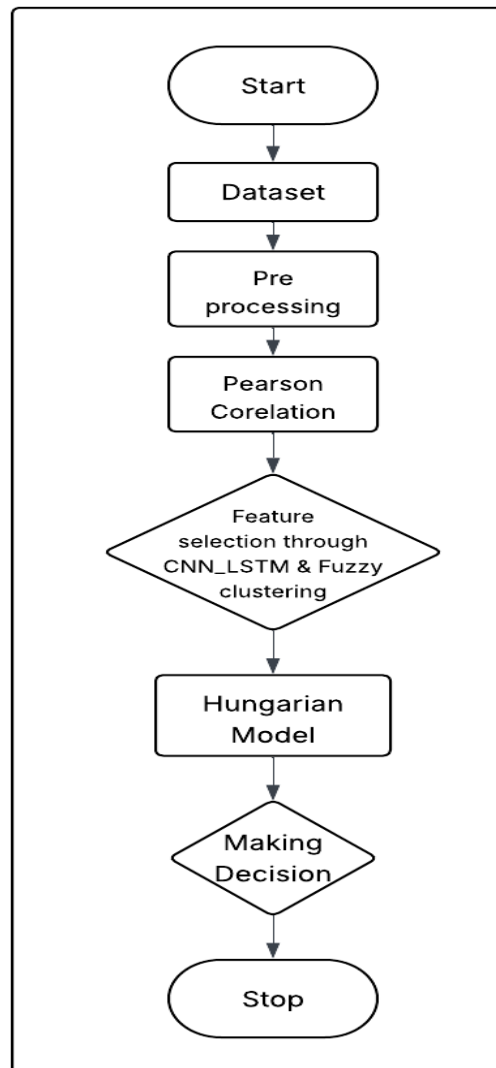 Start
Dataset
Pre
processing
Pearson
Corelation
Feature
selection through
CNN_LSTM & Fuzzy
clustering
Hungarian
Model
Making
Decision
Stop